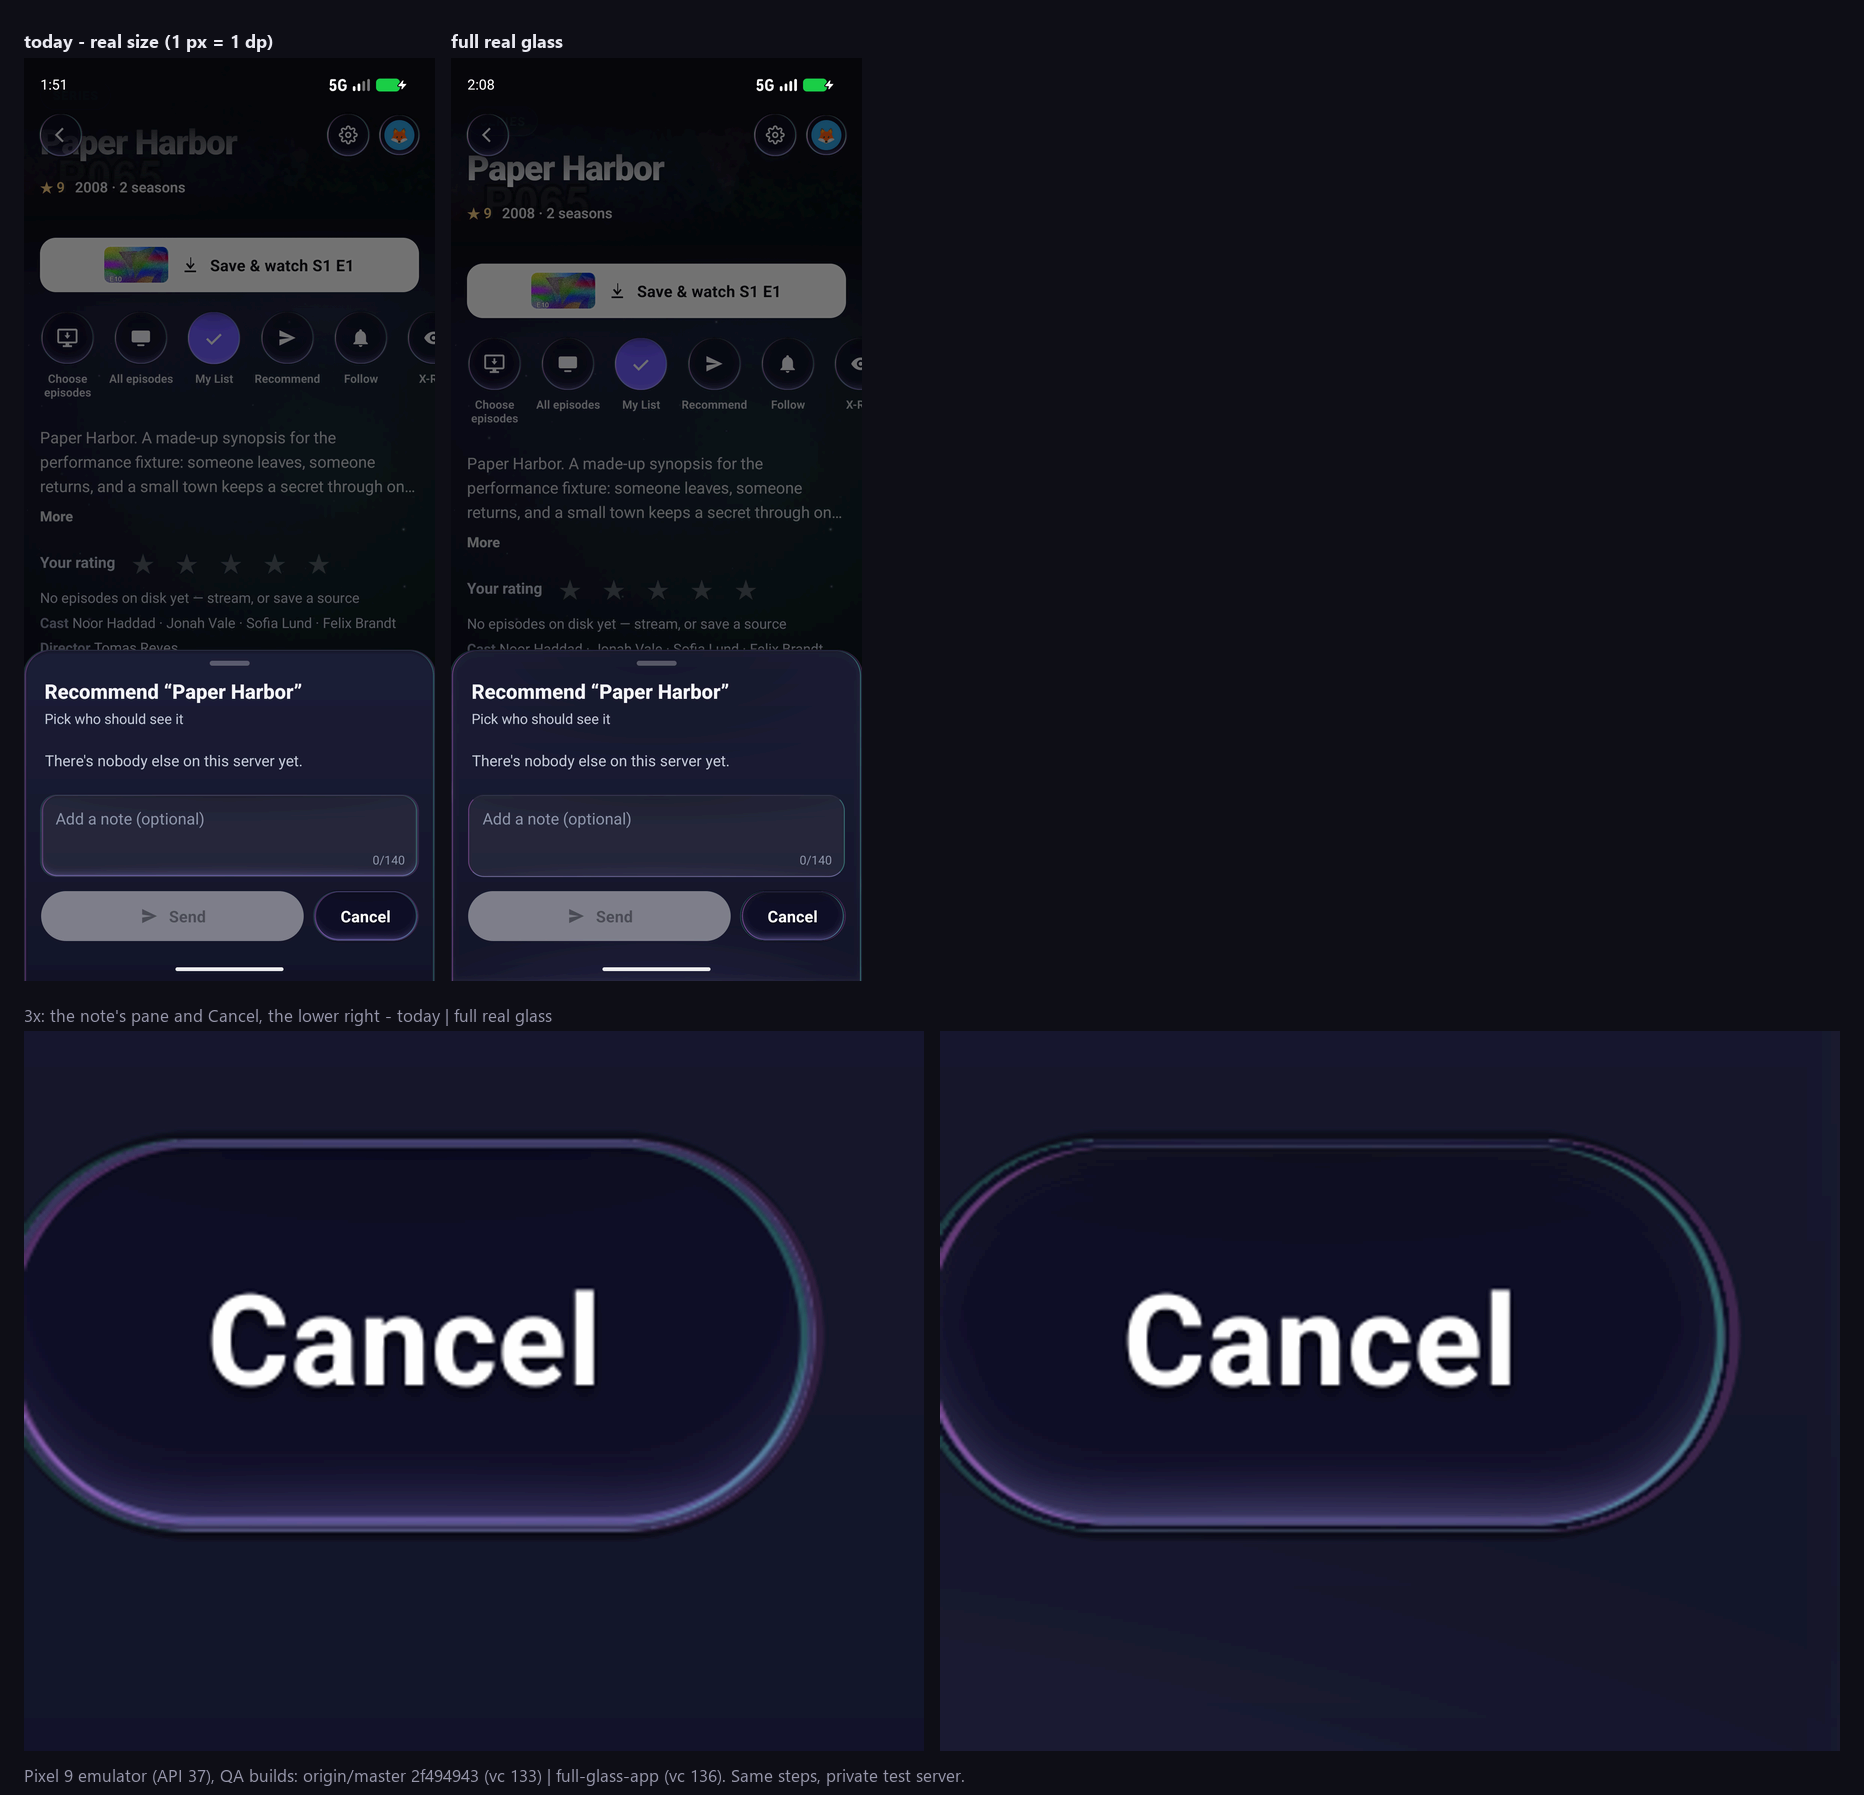 today - real size (1 px = 1 dp)
full real glass
1:51
5G
Paper Harbor
P065
★ 9 2008 · 2 seasons
Save & watch S1 E1
Choose episodes
All episodes
My List
Recommend
Follow
X-R
Paper Harbor. A made-up synopsis for the
performance fixture: someone leaves, someone
returns, and a small town keeps a secret through on…
More
Your rating ★ ★ ★ ★ ★
No episodes on disk yet — stream, or save a source
Cast Noor Haddad · Jonah Vale · Sofia Lund · Felix Brandt
Director Tomas Reyes
Recommend “Paper Harbor”
Pick who should see it
There's nobody else on this server yet.
Add a note (optional)
0/140
Send
Cancel
2:08
5G
Paper Harbor
P065
★ 9 2008 · 2 seasons
Save & watch S1 E1
Choose episodes
All episodes
My List
Recommend
Follow
X-R
Paper Harbor. A made-up synopsis for the
performance fixture: someone leaves, someone
returns, and a small town keeps a secret through on…
More
Your rating ★ ★ ★ ★ ★
No episodes on disk yet — stream, or save a source
Cast Noor Haddad · Jonah Vale · Sofia Lund · Felix Brandt
Recommend “Paper Harbor”
Pick who should see it
There's nobody else on this server yet.
Add a note (optional)
0/140
Send
Cancel
3x: the note's pane and Cancel, the lower right - today | full real glass
Cancel
Cancel
Pixel 9 emulator (API 37), QA builds: origin/master 2f494943 (vc 133) | full-glass-app (vc 136). Same steps, private test server.